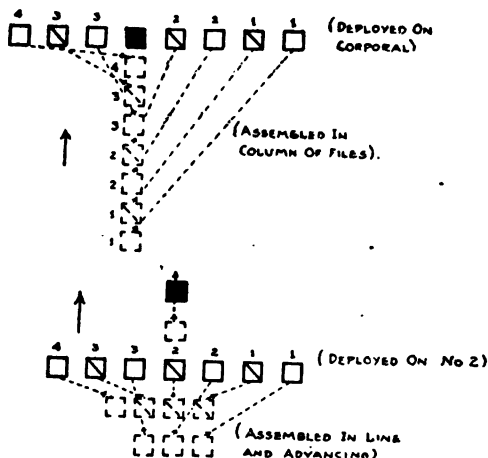 4 3 3 2 2 1 1
(DEPLOYED ON
CORPORAL)
4
3
3
2
2
1
1
(ASSEMBLED IN
COLUMN OF FILES).
4 3 3 2 2 1 1
(DEPLOYED ON NO 2)
(ASSEMBLED IN LINE
AND ADVANCING)